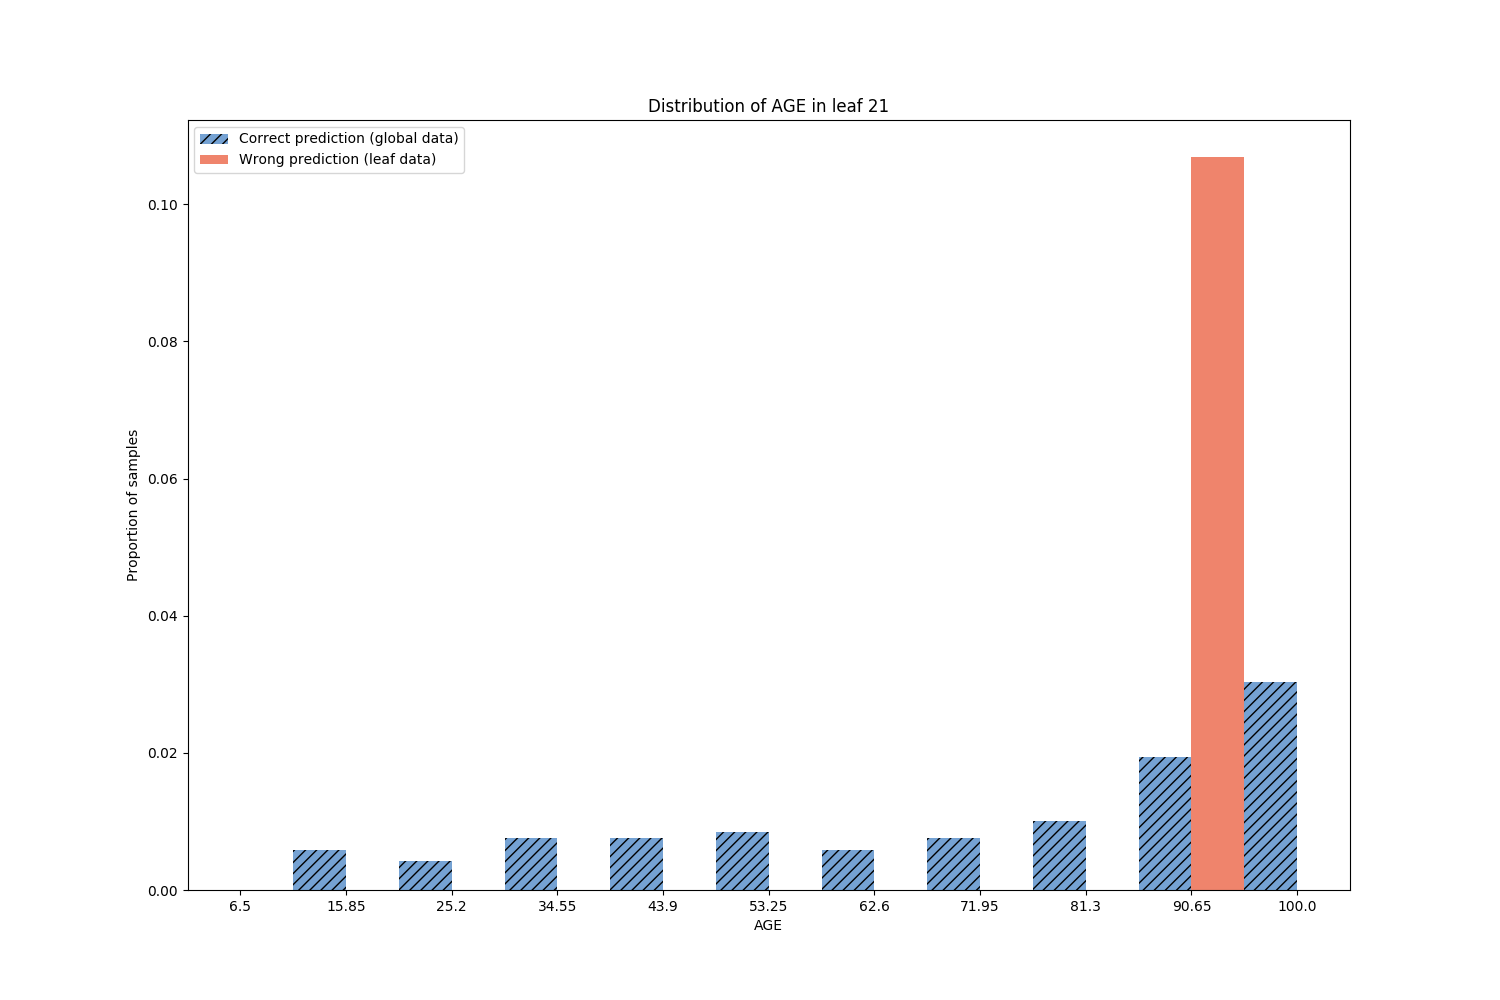 Distribution of AGE in leaf 21
Correct prediction (global data)
Wrong prediction (leaf data)
Proportion of samples
0.10
0.08
0.06
0.04
0.02
0.00
6.5 15.85 25.2 34.55 43.9 53.25 62.6 71.95 81.3 90.65 100.0
AGE